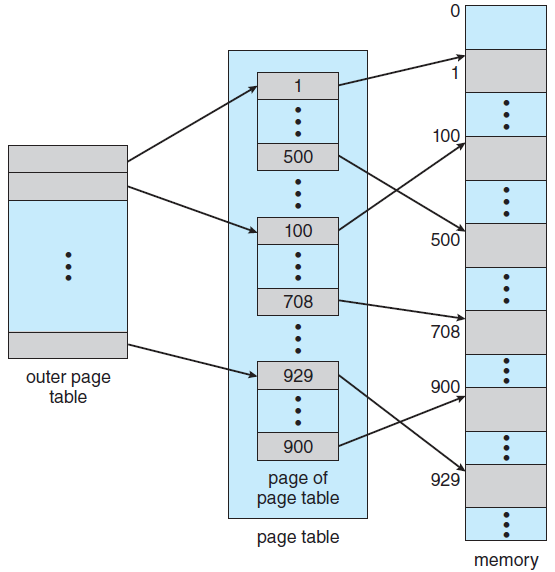 outer page
table
1
500
100
708
929
900
page of
page table
page table
0
1
100
500
708
900
929
memory